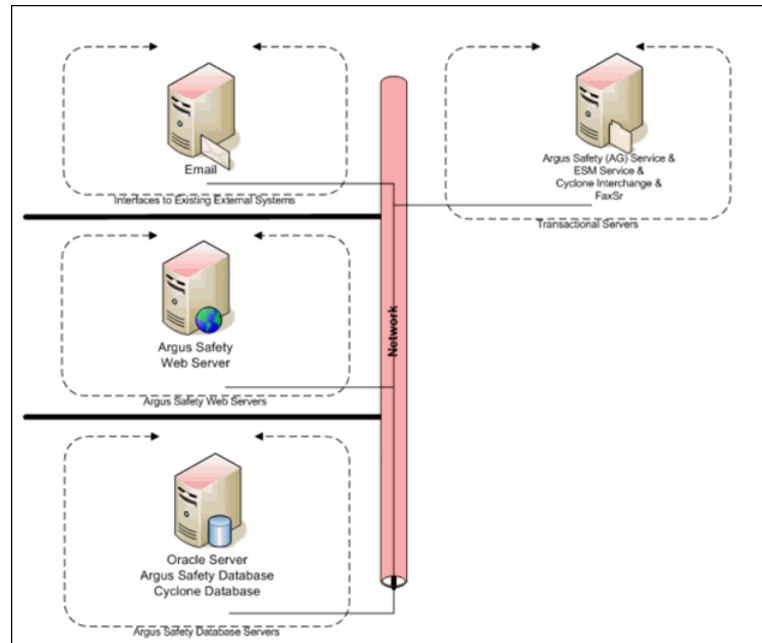 Email
Interfaces to Existing External Systems
Argus Safety (AG) Service &
ESM Service &
Cyclone Interchange &
FaxSr
Transactional Servers
Network
Argus Safety
Web Server
Argus Safety Web Servers
Oracle Server
Argus Safety Database
Cyclone Database
Argus Safety Database Servers